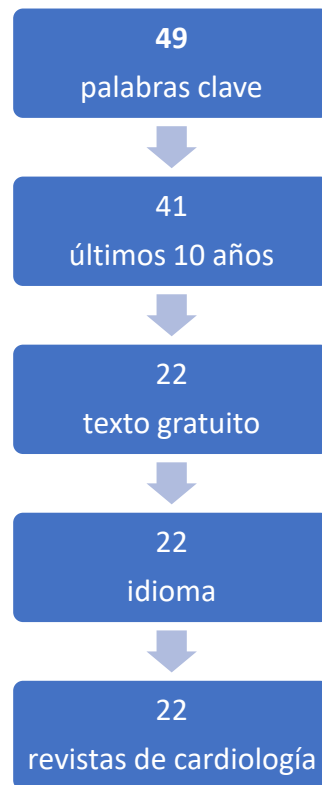 49
palabras clave
41
últimos 10 años
22
texto gratuito
22
idioma
22
revistas de cardiología